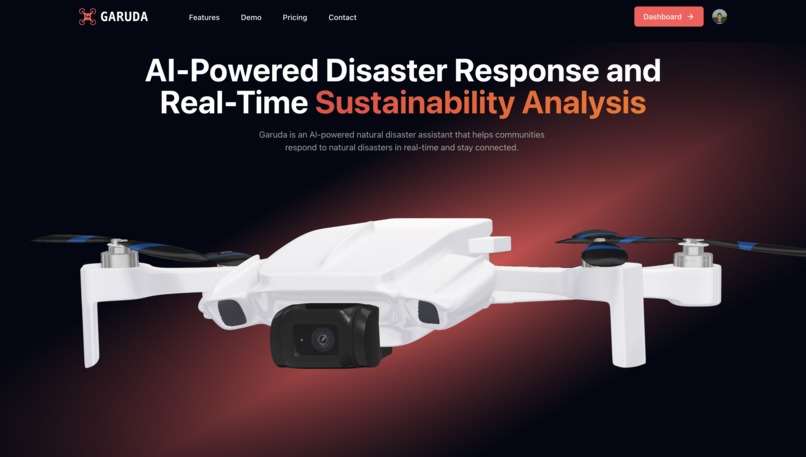 GARUDA
Features
Demo
Pricing
Contact
Dashboard →
AI-Powered Disaster Response and
Real-Time Sustainability Analysis
Garuda is an AI-powered natural disaster assistant that helps communities
respond to natural disasters in real-time and stay connected.